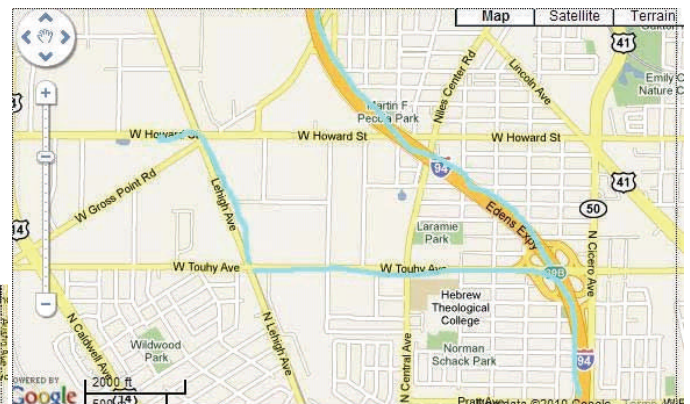 Map
Satellite
Terrain
41
Niles Center Rd
Lincoln Ave
Emily O
Nature C
Martin F
Pecua Park
W Howard St
W Howard St
W Howard St
94
41
W Gross Point Rd
Lehigh Ave
50
14
Edens Expy
N Cicero Ave
Laramie
Park
W Touhy Ave
W Touhy Ave
39B
Hebrew
Theological
College
N Caldwell Ave
N Lehigh Ave
Wildwood
Park
N Central Ave
Norman
Schack Park
94
POWERED BY
Google
2000 ft
14
©2010 Google